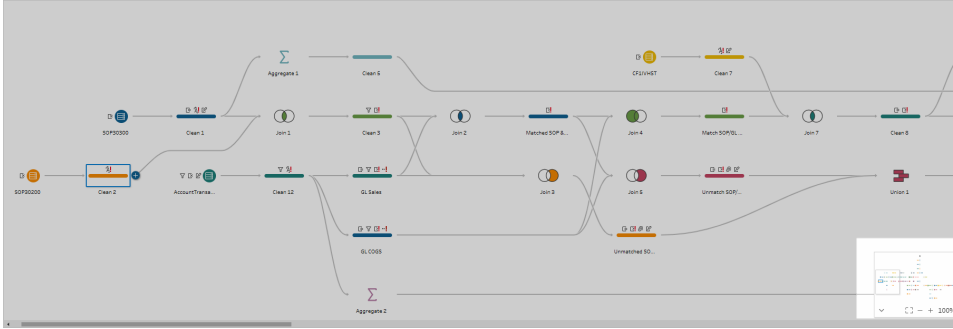 Aggregate 1
Clean 6
CF1IVHST
Clean 7
SOP30300
Clean 1
Join 1
Clean 3
Join 2
Matched SOP &...
Join 4
Match SOP/GL ...
Join 7
Clean 8
SOP30200
Clean 2
AccountTransa...
Clean 12
GL Sales
Join 3
Join 5
Unmatch SOP/...
Union 1
GL COGS
Unmatched SO...
Aggregate 2
100%